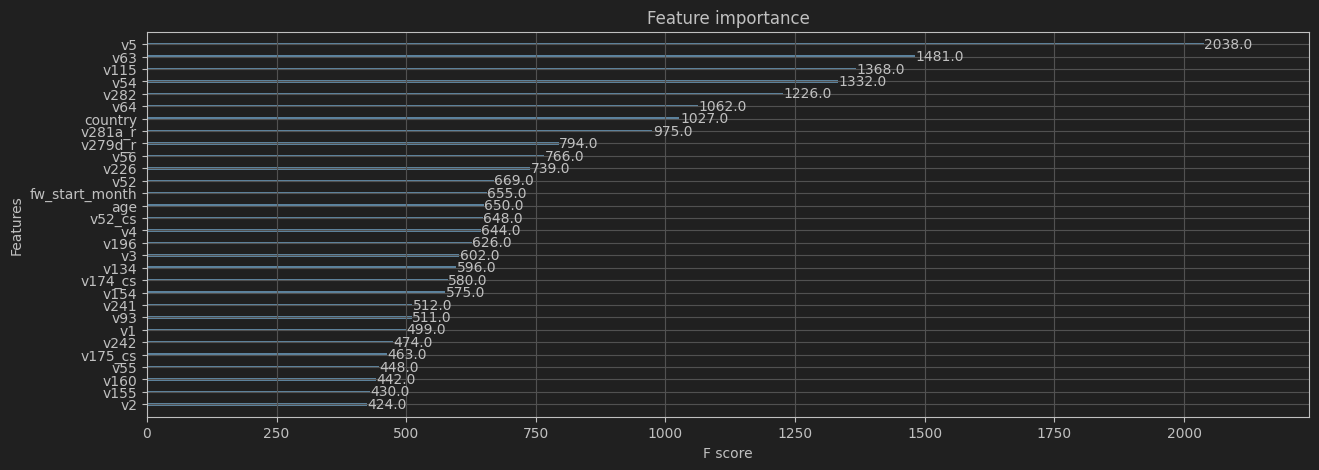 Feature importance
Features
v5 2038.0
v63 1481.0
v115 1368.0
v54 1332.0
v282 1226.0
v64 1062.0
country 1027.0
v281a_r 975.0
v279d_r 794.0
v56 766.0
v226 739.0
v52 669.0
fw_start_month 655.0
age 650.0
v52_cs 648.0
v4 644.0
v196 626.0
v3 602.0
v134 596.0
v174_cs 580.0
v154 575.0
v241 512.0
v93 511.0
v1 499.0
v242 474.0
v175_cs 463.0
v55 448.0
v160 442.0
v155 430.0
v2 424.0
0 250 500 750 1000 1250 1500 1750 2000
F score